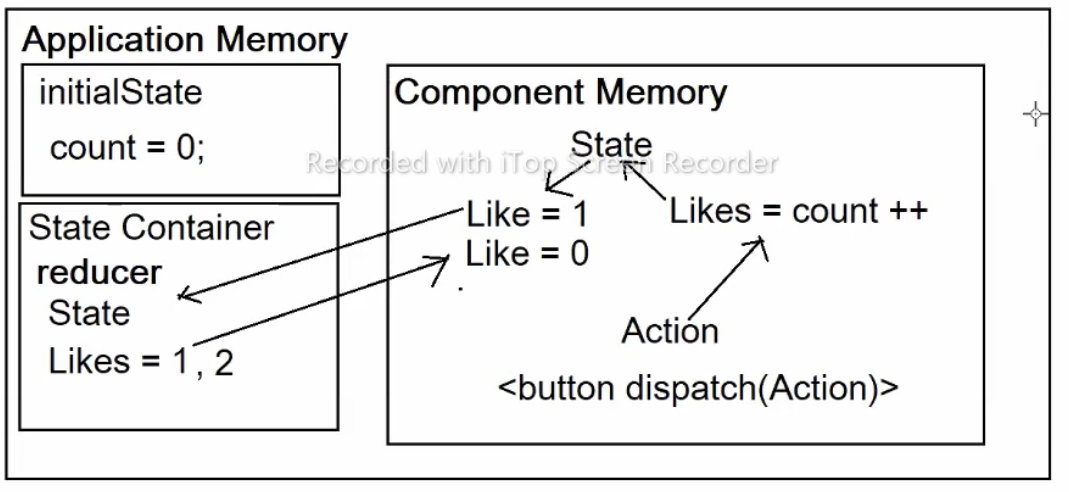 Application Memory
initialState
count = 0;
State Container
reducer
State
Likes = 1 , 2
Component Memory
State
Recorded with iTop Screen Recorder
Like = 1
Likes = count ++
Like = 0
Action
<button dispatch(Action)>